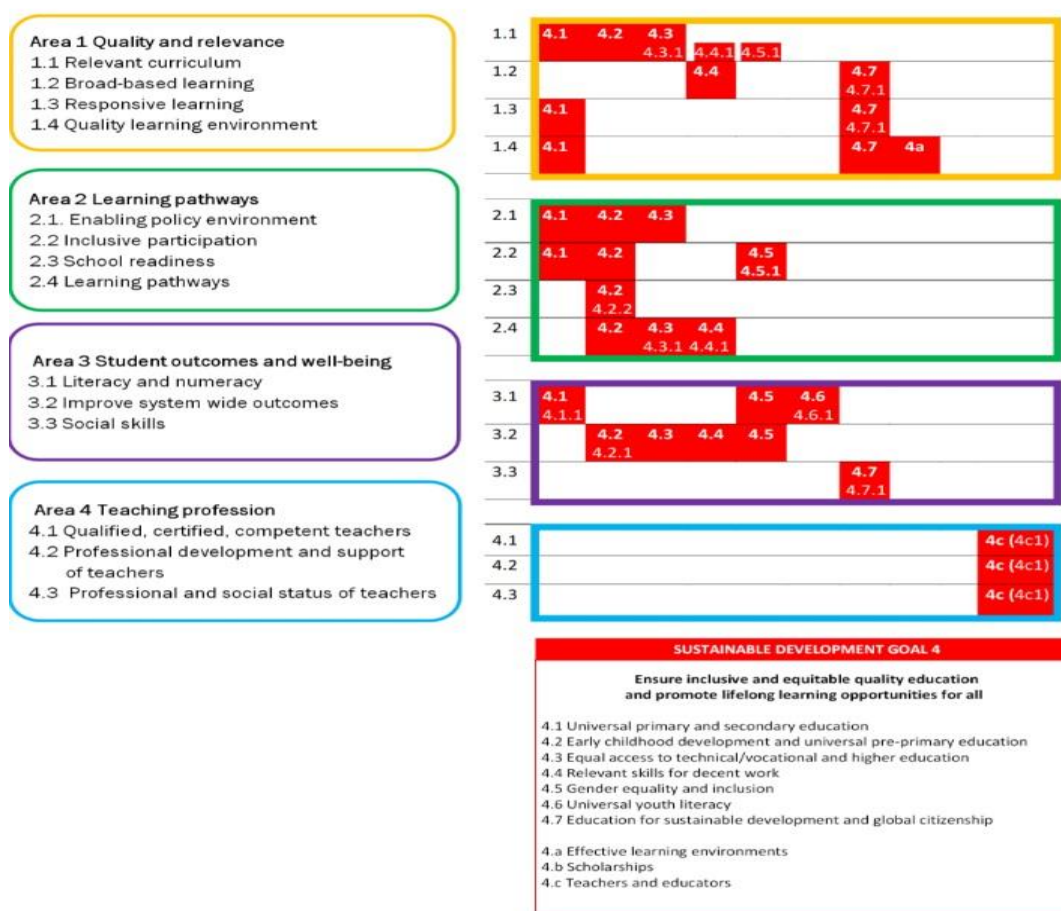 Area 1 Quality and relevance
1.1 Relevant curriculum
1.2 Broad-based learning
1.3 Responsive learning
1.4 Quality learning environment
1.1 4.1 4.2 4.3
4.3.1 4.4.1 4.5.1
1.2 4.4 4.7
4.7.1
1.3 4.1 4.7
4.7.1
1.4 4.1 4.7 4a
Area 2 Learning pathways
2.1. Enabling policy environment
2.2 Inclusive participation
2.3 School readiness
2.4 Learning pathways
2.1 4.1 4.2 4.3
2.2 4.1 4.2 4.5
4.5.1
2.3 4.2
4.2.2
2.4 4.2 4.3 4.4
4.3.1 4.4.1
Area 3 Student outcomes and well-being
3.1 Literacy and numeracy
3.2 Improve system wide outcomes
3.3 Social skills
3.1 4.1 4.5 4.6
4.1.1 4.6.1
3.2 4.2 4.3 4.4 4.5
4.2.1
3.3 4.7
4.7.1
Area 4 Teaching profession
4.1 Qualified, certified, competent teachers
4.2 Professional development and support
of teachers
4.3 Professional and social status of teachers
4.1 4c (4c1)
4.2 4c (4c1)
4.3 4c (4c1)
SUSTAINABLE DEVELOPMENT GOAL 4
Ensure inclusive and equitable quality education
and promote lifelong learning opportunities for all
4.1 Universal primary and secondary education
4.2 Early childhood development and universal pre-primary education
4.3 Equal access to technical/vocational and higher education
4.4 Relevant skills for decent work
4.5 Gender equality and inclusion
4.6 Universal youth literacy
4.7 Education for sustainable development and global citizenship
4.a Effective learning environments
4.b Scholarships
4.c Teachers and educators